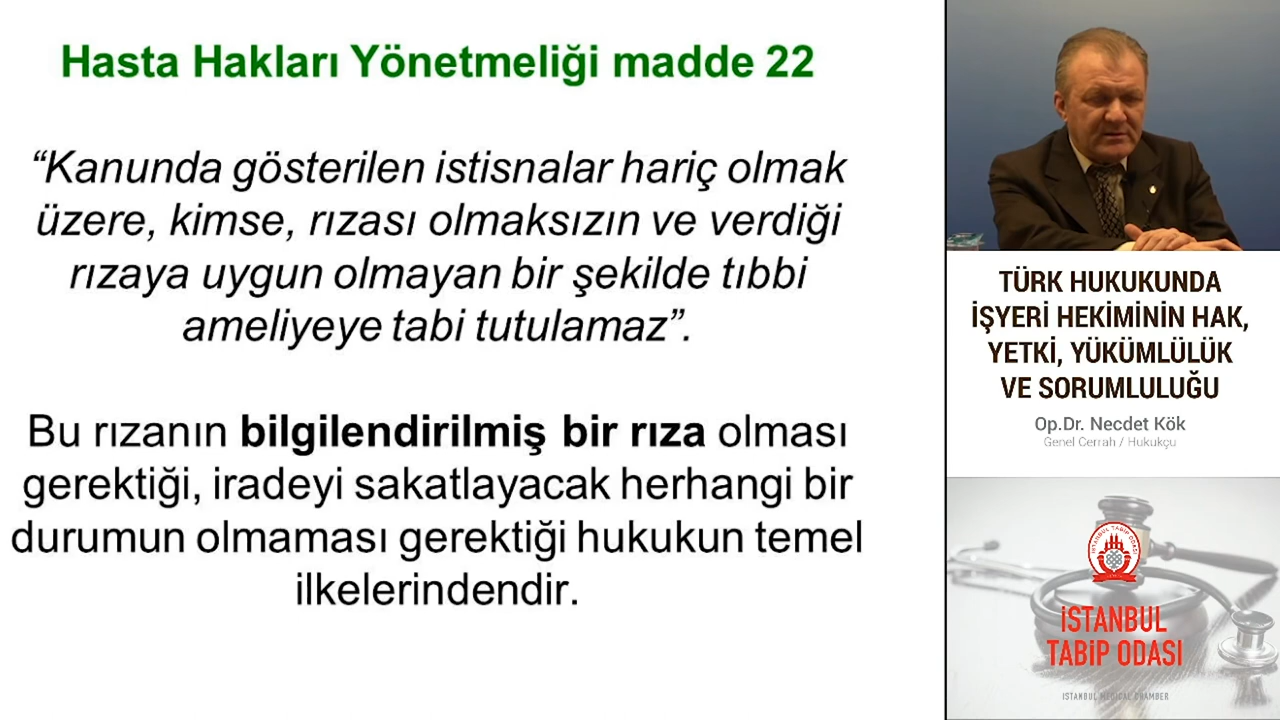 Hasta Hakları Yönetmeliği madde 22
“Kanunda gösterilen istisnalar hariç olmak
üzere, kimse, rızası olmaksızın ve verdiği
rızaya uygun olmayan bir şekilde tıbbi
ameliyeye tabi tutulamaz”.
Bu rızanın bilgilendirilmiş bir rıza olması
gerektiği, iradeyi sakatlayacak herhangi bir
durumun olmaması gerektiği hukukun temel
ilkelerindendir.
TÜRK HUKUKUNDA
İŞYERİ HEKİMİNİN HAK,
YETKİ, YÜKÜMLÜLÜK
VE SORUMLULUĞU
Op.Dr. Necdet Kök
Genel Cerrah / Hukukçu
İSTANBUL TABİP ODASI
İSTANBUL
TABİP ODASI
ISTANBUL MEDICAL CHAMBER